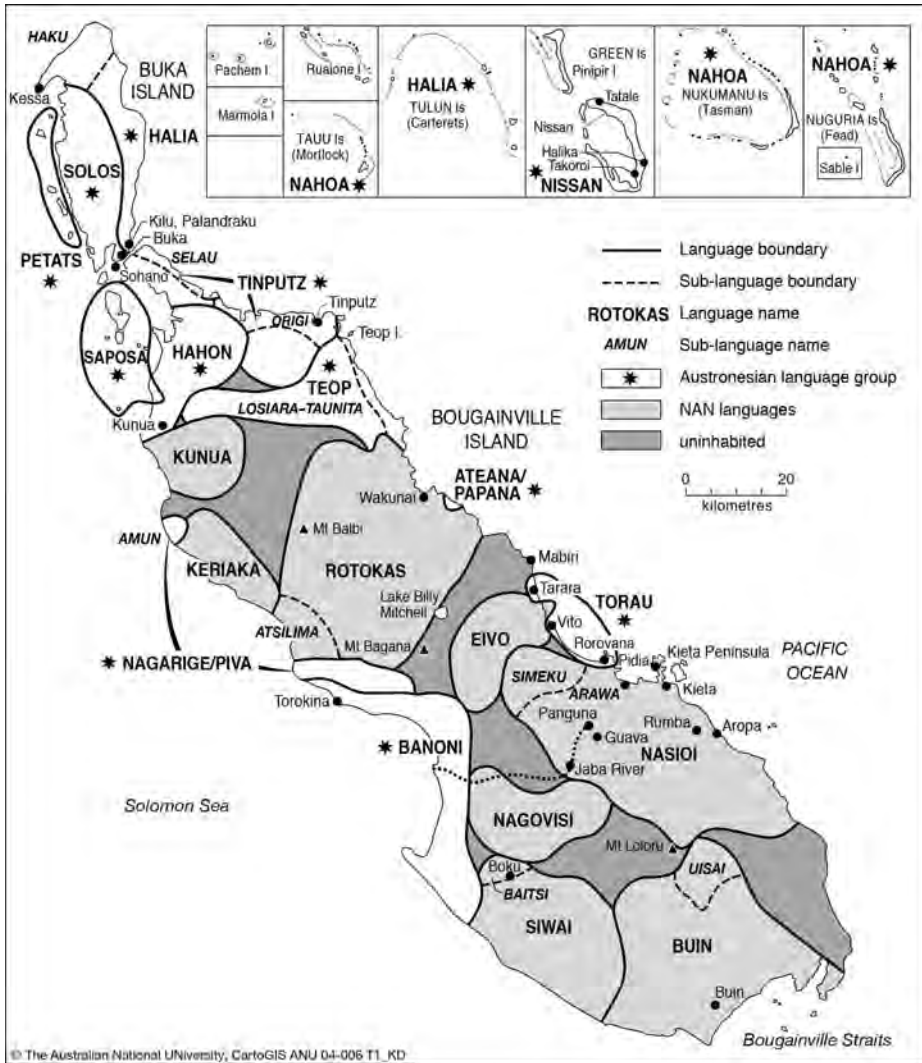 HAKU
BUKA
ISLAND
Kessa
HALIA
SOLOS
Kilu, Palandraku
Buka
SELAU
PETATS
Sohano
TINPUTZ
Tinputz
ORIGI
Teop I.
SAPOSA
HAHON
TEOP
LOSIARA-TAUNITA
Kunua
KUNUA
Pachem I
Marmola I
TAUU Is
(Mortlock)
NAHOA
HALIA
TULUN Is
(Carterets)
GREEN Is
Pinipir I
Tatale
Nissan
Halika
Takoroi
NISSAN
NAHOA
NUKUMANU Is
(Tasman)
NAHOA
NUGURIA Is
(Fead)
Sable I
Language boundary
Sub-language boundary
ROTOKAS Language name
AMUN Sub-language name
Austronesian language group
NAN languages
uninhabited
0 20
kilometres
BOUGAINVILLE
ISLAND
ATEANA/
PAPANA
Wakunai
AMUN
Mt Balbi
KERIAKA
ROTOKAS
Mabiri
Tarara
TORAU
Lake Billy
Mitchell
ATSILIMA
Mt Bagana
EIVO
Vito
Rorovana
Pidia
Kieta Peninsula
PACIFIC
OCEAN
NAGARIGE/PIVA
SIMEKU
ARAWA
Kieta
Torokina
Panguna
Guava
Rumba
Aropa
NASIOI
BANONI
Jaba River
Solomon Sea
NAGOVISI
Mt Loloru
UISAI
Boku
BAITSI
SIWAI
BUIN
Buin
Bougainville Straits
© The Australian National UNiversity, CartoGIS ANU 04-006 T1_KD